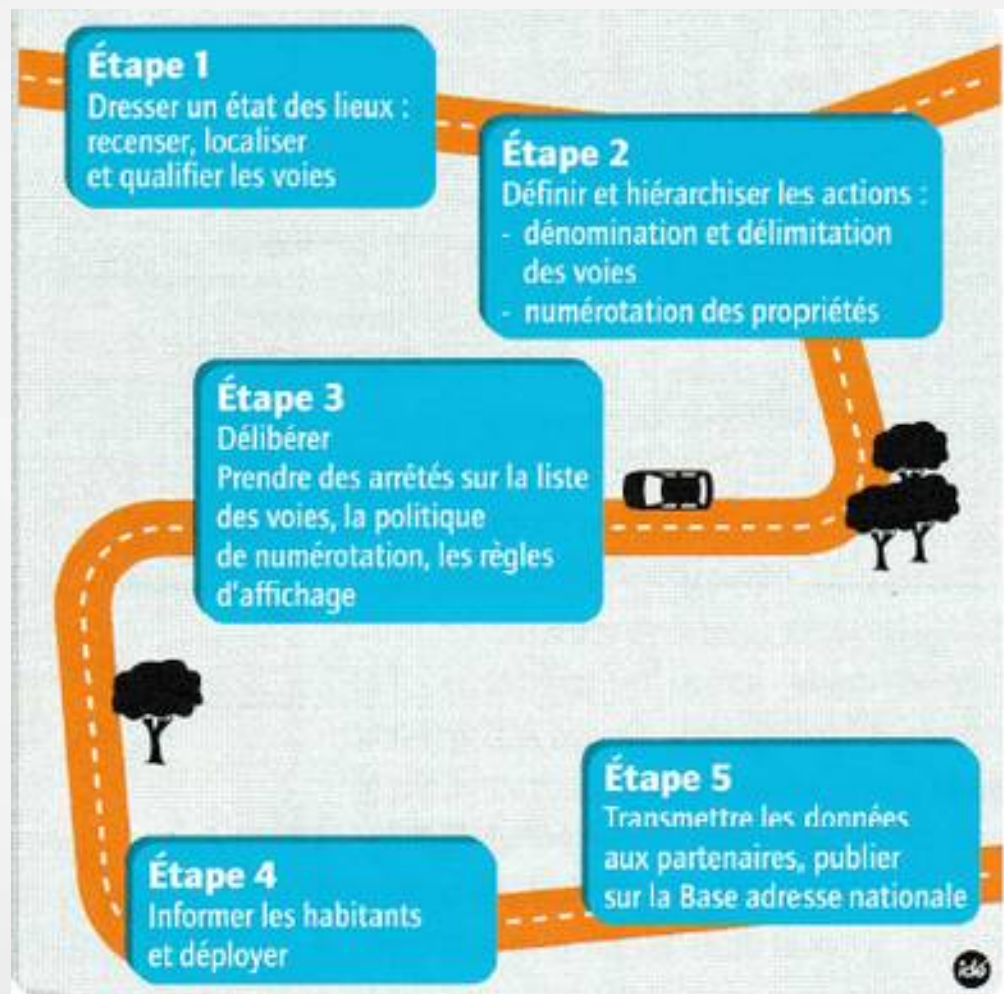 Étape 1
Dresser un état des lieux :
recenser, localiser
et qualifier les voies
Étape 2
Définir et hiérarchiser les actions :
- dénomination et délimitation
des voies
- numérotation des propriétés
Étape 3
Délibérer
Prendre des arrêtés sur la liste
des voies, la politique
de numérotation, les règles
d'affichage
Étape 4
Informer les habitants
et déployer
Étape 5
Transmettre les données
aux partenaires, publier
sur la Base adresse nationale
idé